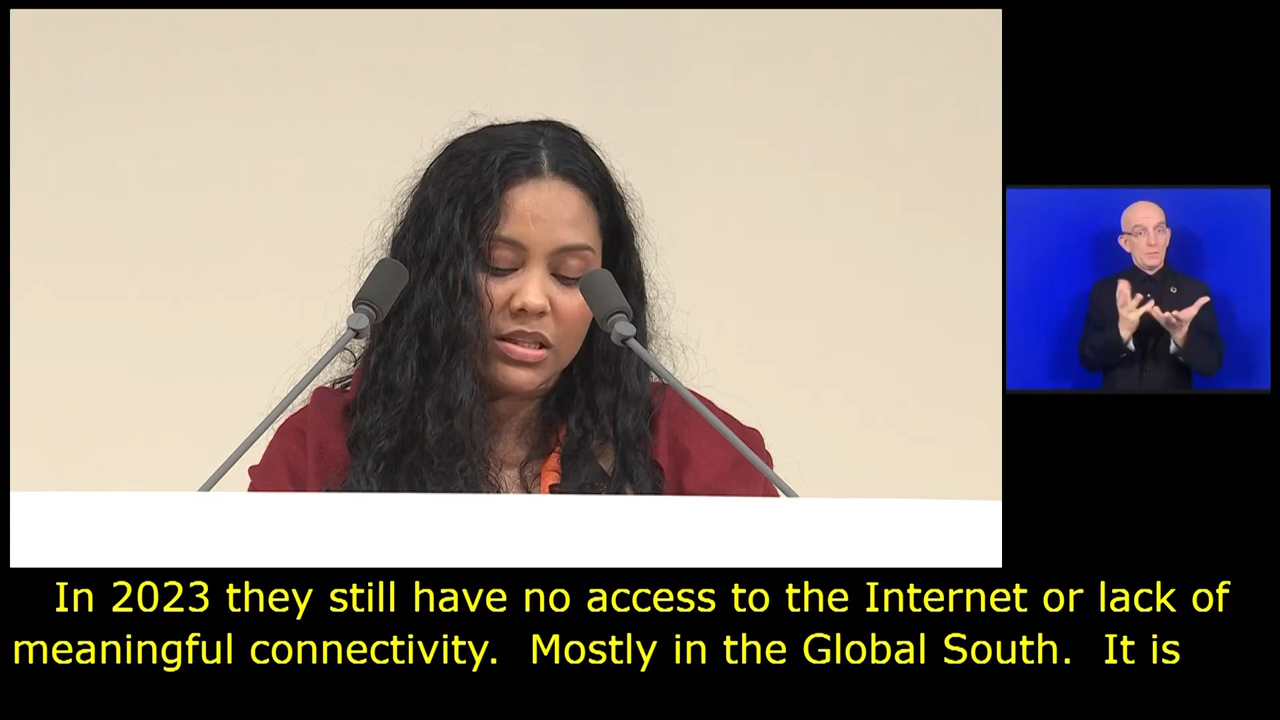 In 2023 they still have no access to the Internet or lack of
meaningful connectivity.  Mostly in the Global South.  It is